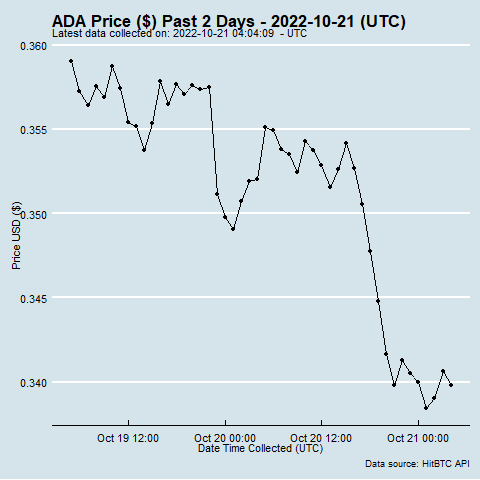 ADA Price ($) Past 2 Days - 2022-10-21 (UTC)
Latest data collected on: 2022-10-21 04:04:09  - UTC
0.360
0.355
0.350
0.345
0.340
Price USD ($)
Oct 19 12:00
Oct 20 00:00
Oct 20 12:00
Oct 21 00:00
Date Time Collected (UTC)
Data source: HitBTC API